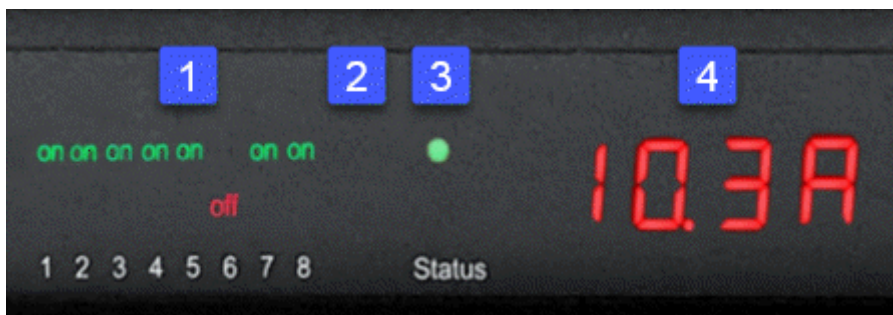 1 2 3 4
on on on on on on on
10.3A
off
1 2 3 4 5 6 7 8 Status